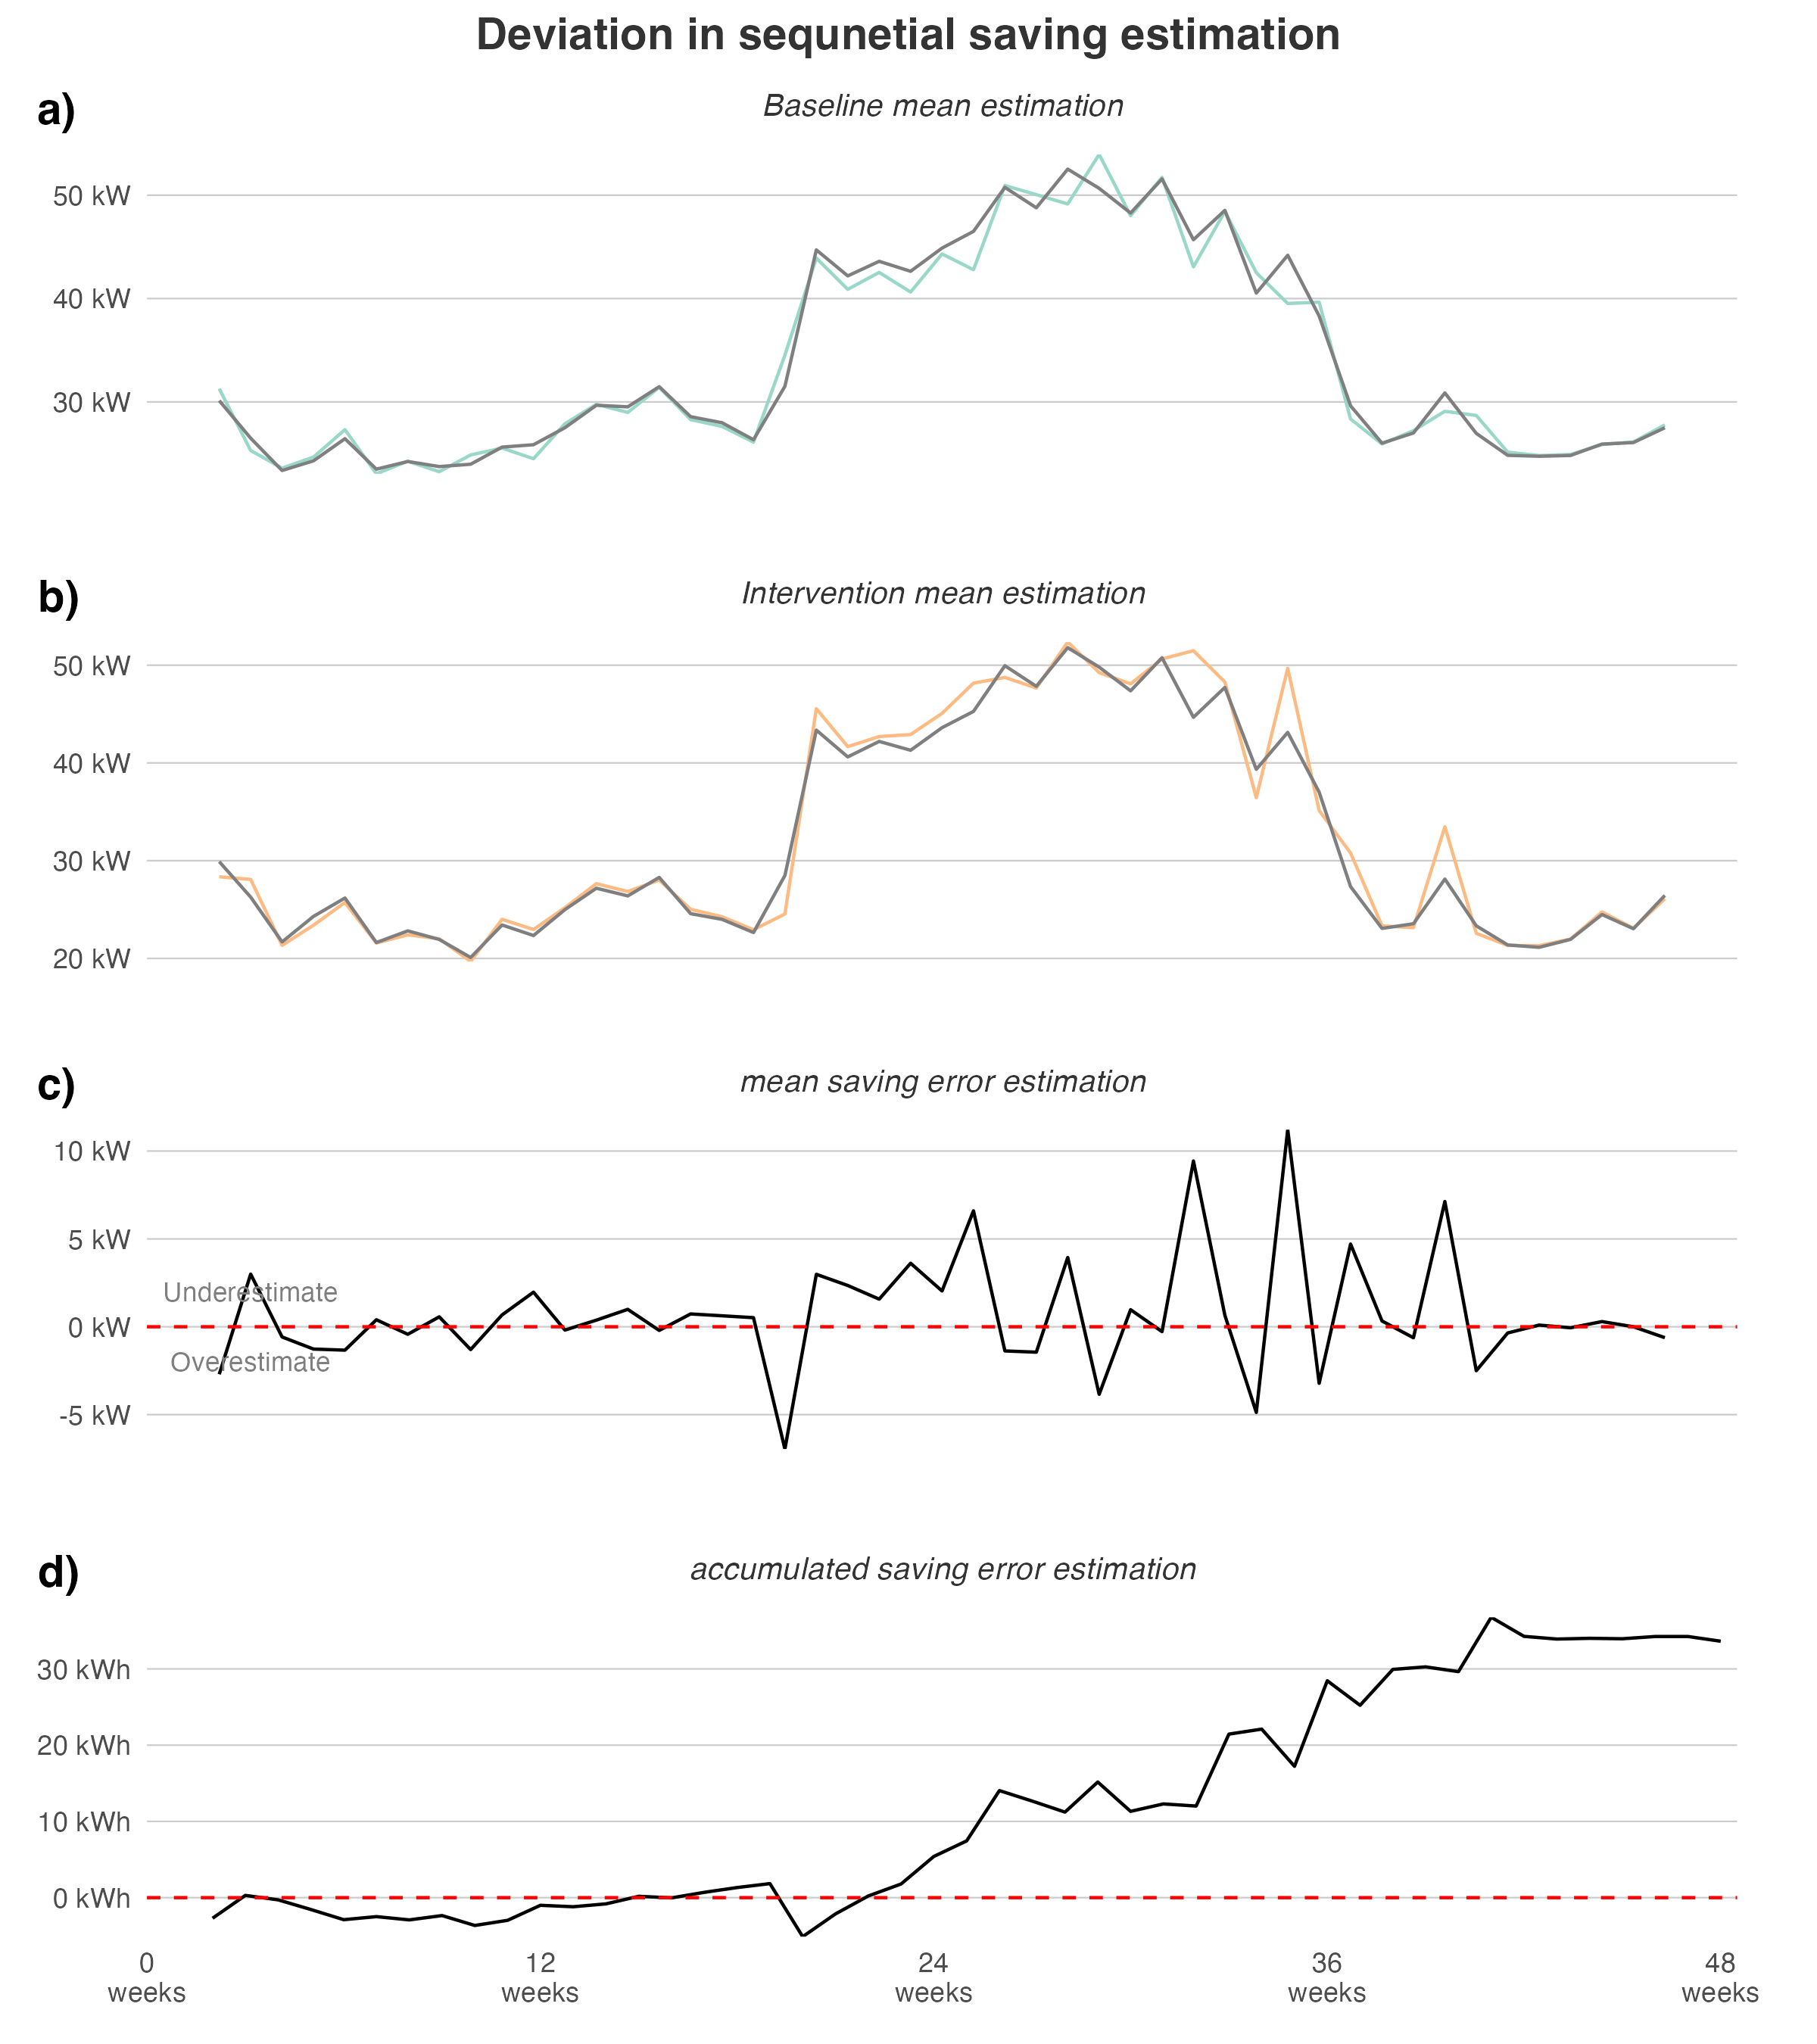 Deviation in sequnetial saving estimation
a)
Baseline mean estimation
50 kW
40 kW
30 kW
b)
Intervention mean estimation
50 kW
40 kW
30 kW
20 kW
c)
mean saving error estimation
10 kW
5 kW
Underestimate
0 kW
Overestimate
-5 kW
d)
accumulated saving error estimation
30 kWh
20 kWh
10 kWh
0 kWh
0 12 24 36 48
weeks weeks weeks weeks weeks